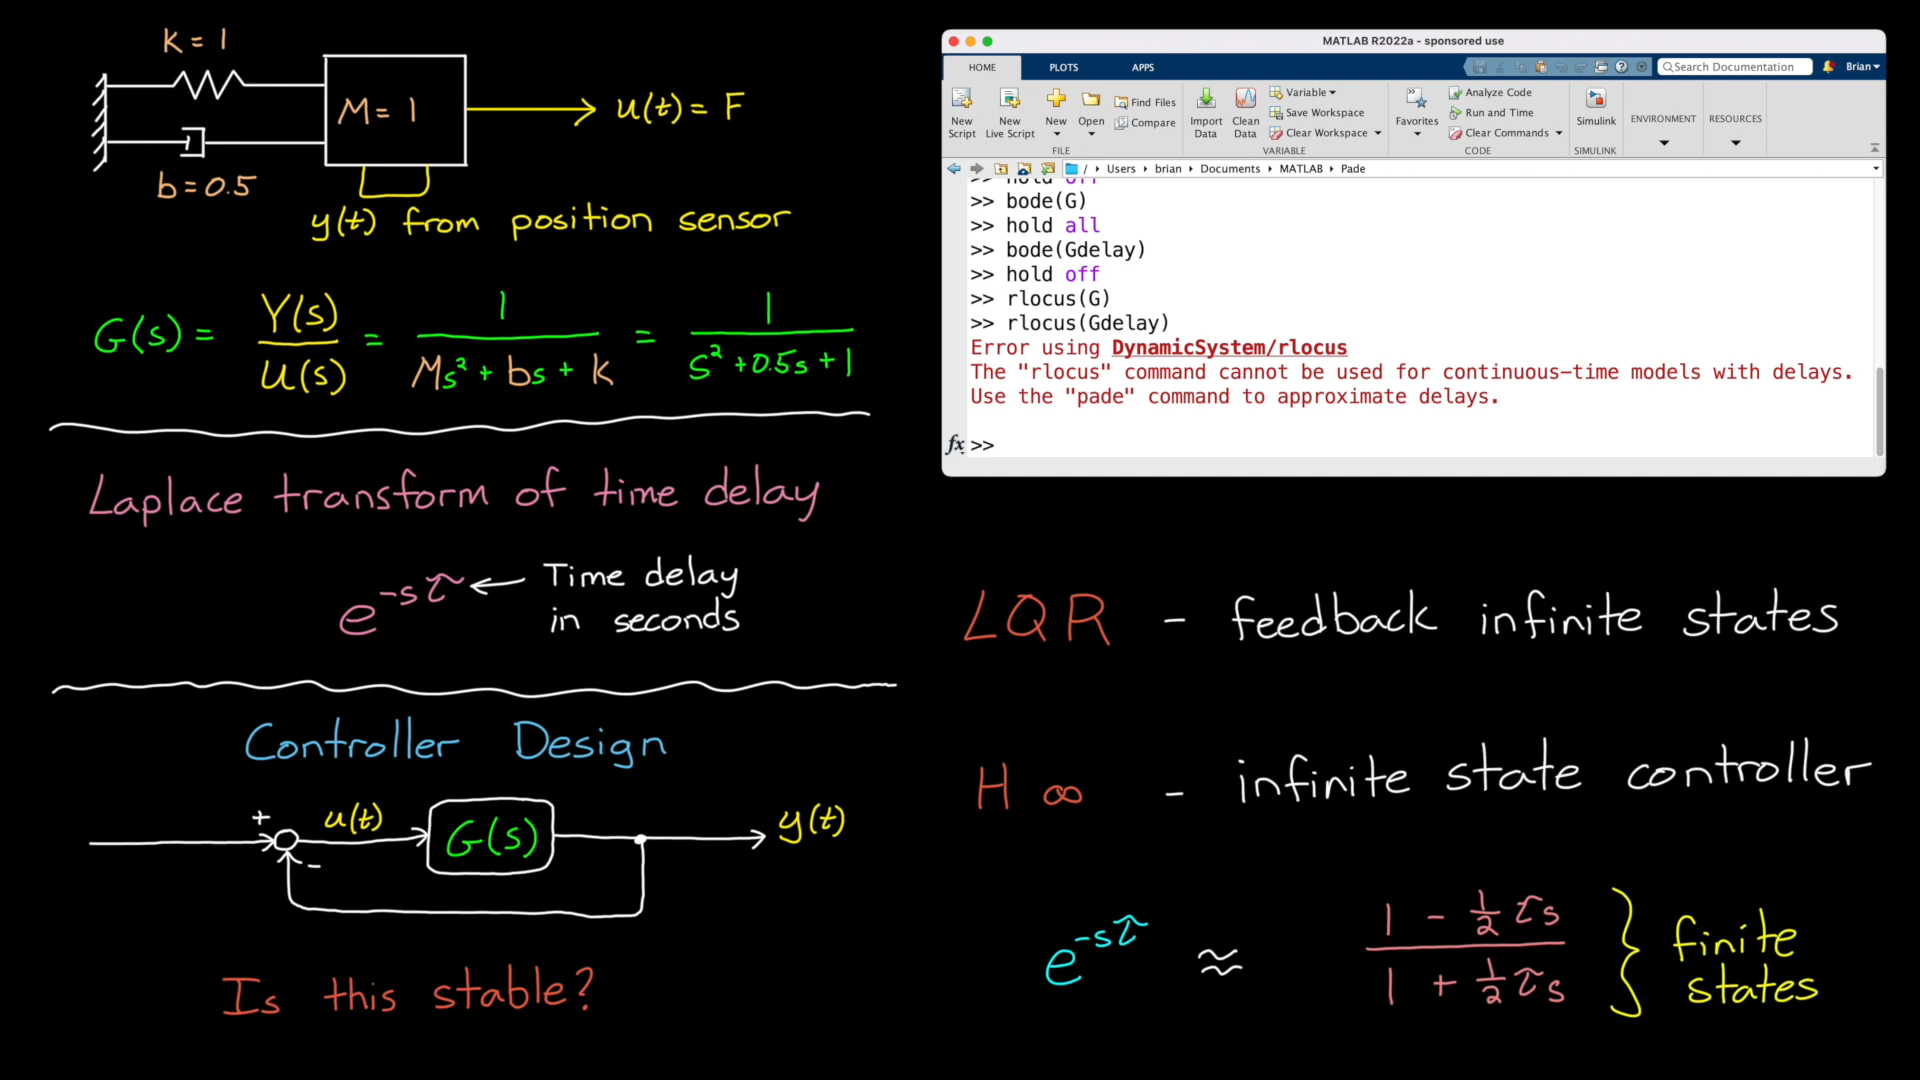 k = 1
M = 1
u(t) = F
b = 0.5
y(t) from position sensor
G(s) = Y(s) / U(s) = 1 / (Ms² + bs + k) = 1 / (s² + 0.5s + 1)
Laplace transform of time delay
e^{-sτ} ← Time delay
in seconds
Controller Design
+ u(t) G(s) y(t)
-
Is this stable?
MATLAB R2022a - sponsored use
HOME PLOTS APPS
Search Documentation Brian
New Script
New Live Script
New
Open
Find Files
Compare
FILE
Import Data
Clean Data
Variable
Save Workspace
Clear Workspace
VARIABLE
Favorites
Analyze Code
Run and Time
Clear Commands
CODE
Simulink
SIMULINK
ENVIRONMENT
RESOURCES
/ Users brian Documents MATLAB Pade
>> hold off
>> bode(G)
>> hold all
>> bode(Gdelay)
>> hold off
>> rlocus(G)
>> rlocus(Gdelay)
Error using DynamicSystem/rlocus
The "rlocus" command cannot be used for continuous-time models with delays.
Use the "pade" command to approximate delays.
fx >>
LQR - feedback infinite states
H ∞ - infinite state controller
e^{-sτ} ≈ (1 - ½ τs) / (1 + ½ τs) } finite
states